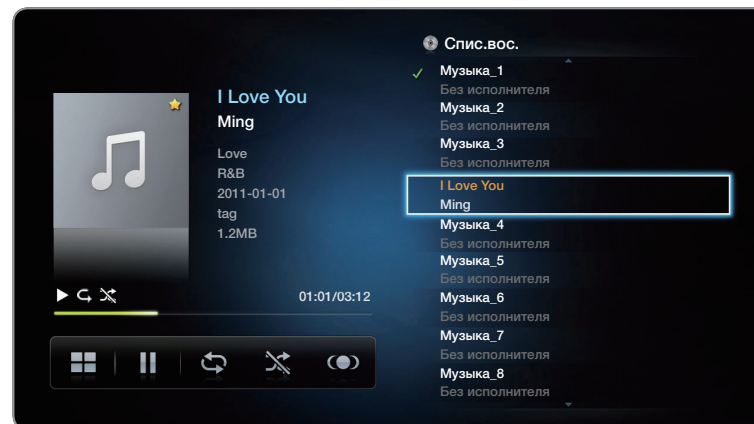 I Love You
Ming
Love
R&B
2011-01-01
tag
1.2MB
01:01/03:12
Спис.вос.
Музыка_1
Без исполнителя
Музыка_2
Без исполнителя
Музыка_3
Без исполнителя
I Love You
Ming
Музыка_4
Без исполнителя
Музыка_5
Без исполнителя
Музыка_6
Без исполнителя
Музыка_7
Без исполнителя
Музыка_8
Без исполнителя